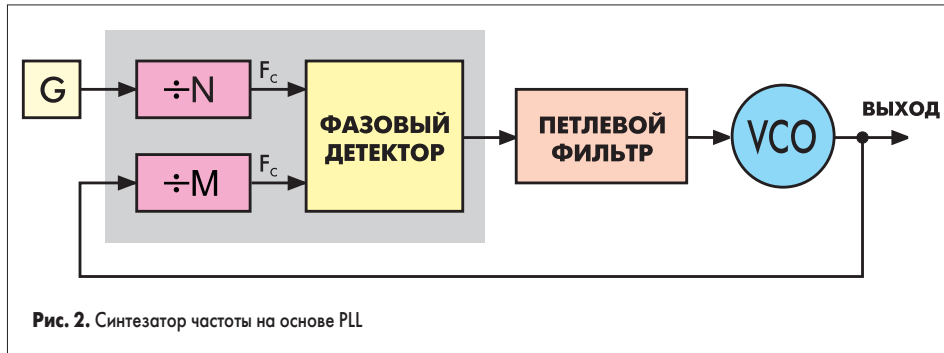 G
÷N
Fc
ФАЗОВЫЙ
ДЕТЕКТОР
÷M
Fc
ПЕТЛЕВОЙ
ФИЛЬТР
VCO
ВЫХОД
Рис. 2. Синтезатор частоты на основе PLL